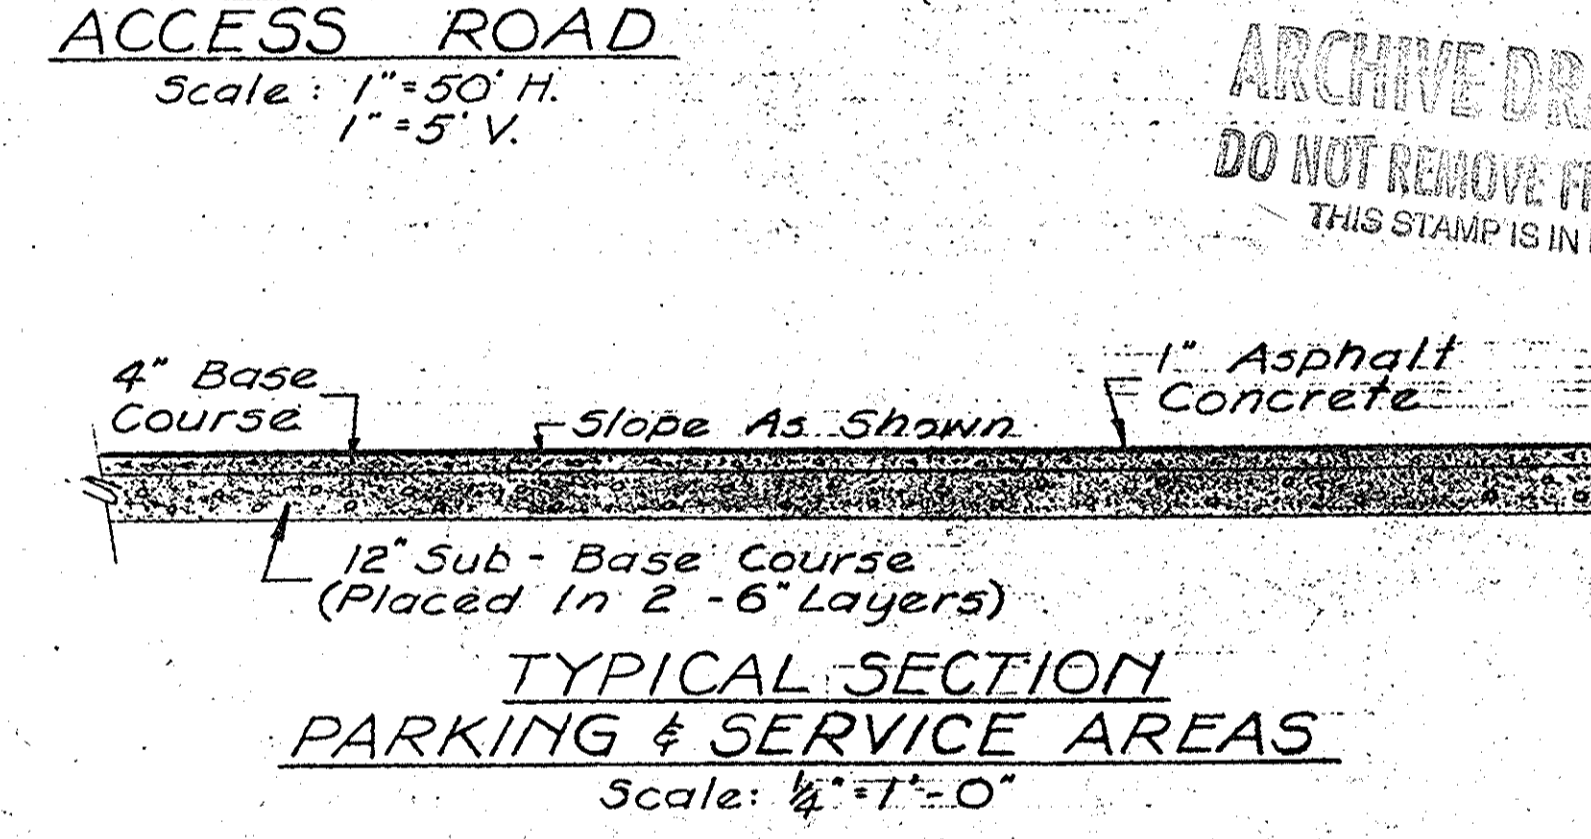 ACCESS ROAD
Scale: 1"=50' H.
1"=5' V.
ARCHIVE
DO NOT REMOVE
THIS STAMP IS IN
4" Base
Course
Slope As Shown
1" Asphalt
Concrete
12" Sub-Base Course
(Placed In 2 -6" Layers)
TYPICAL SECTION
PARKING & SERVICE AREAS
Scale: ¼"=1'-0"